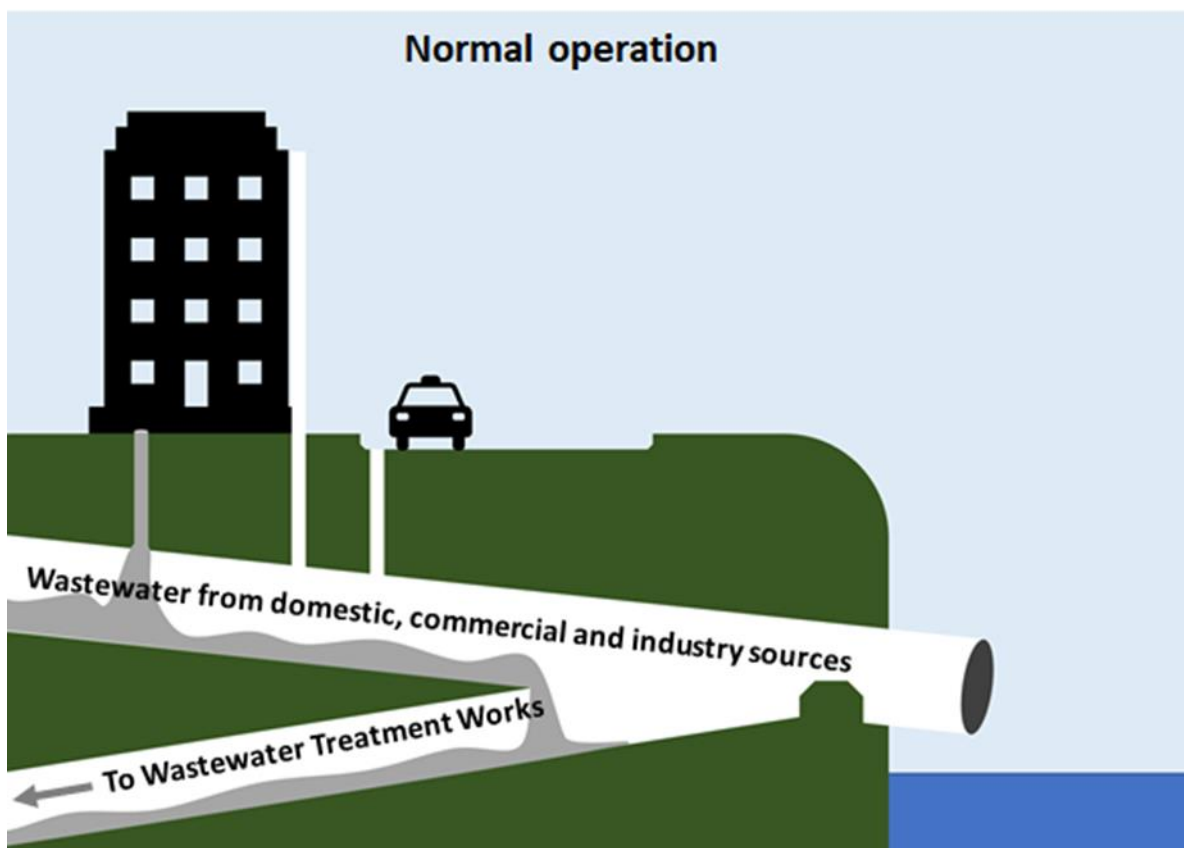 Normal operation
Wastewater from domestic, commercial and industry sources
To Wastewater Treatment Works